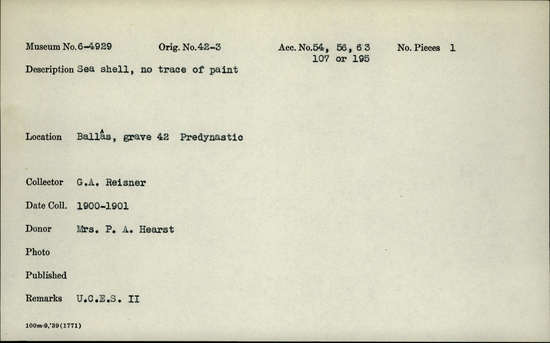 Museum No. 6-4929 Orig. No. 42-3 Acc. No. 54, 56, 63 No. Pieces 1
107 or 195
Description Sea shell, no trace of paint
Location Ballâs, grave 42 Predynastic
Collector G.A. Reisner
Date Coll. 1900-1901
Donor Mrs. P. A. Hearst
Photo
Published
Remarks U.C.E.S. II
100m-9,'39(1771)